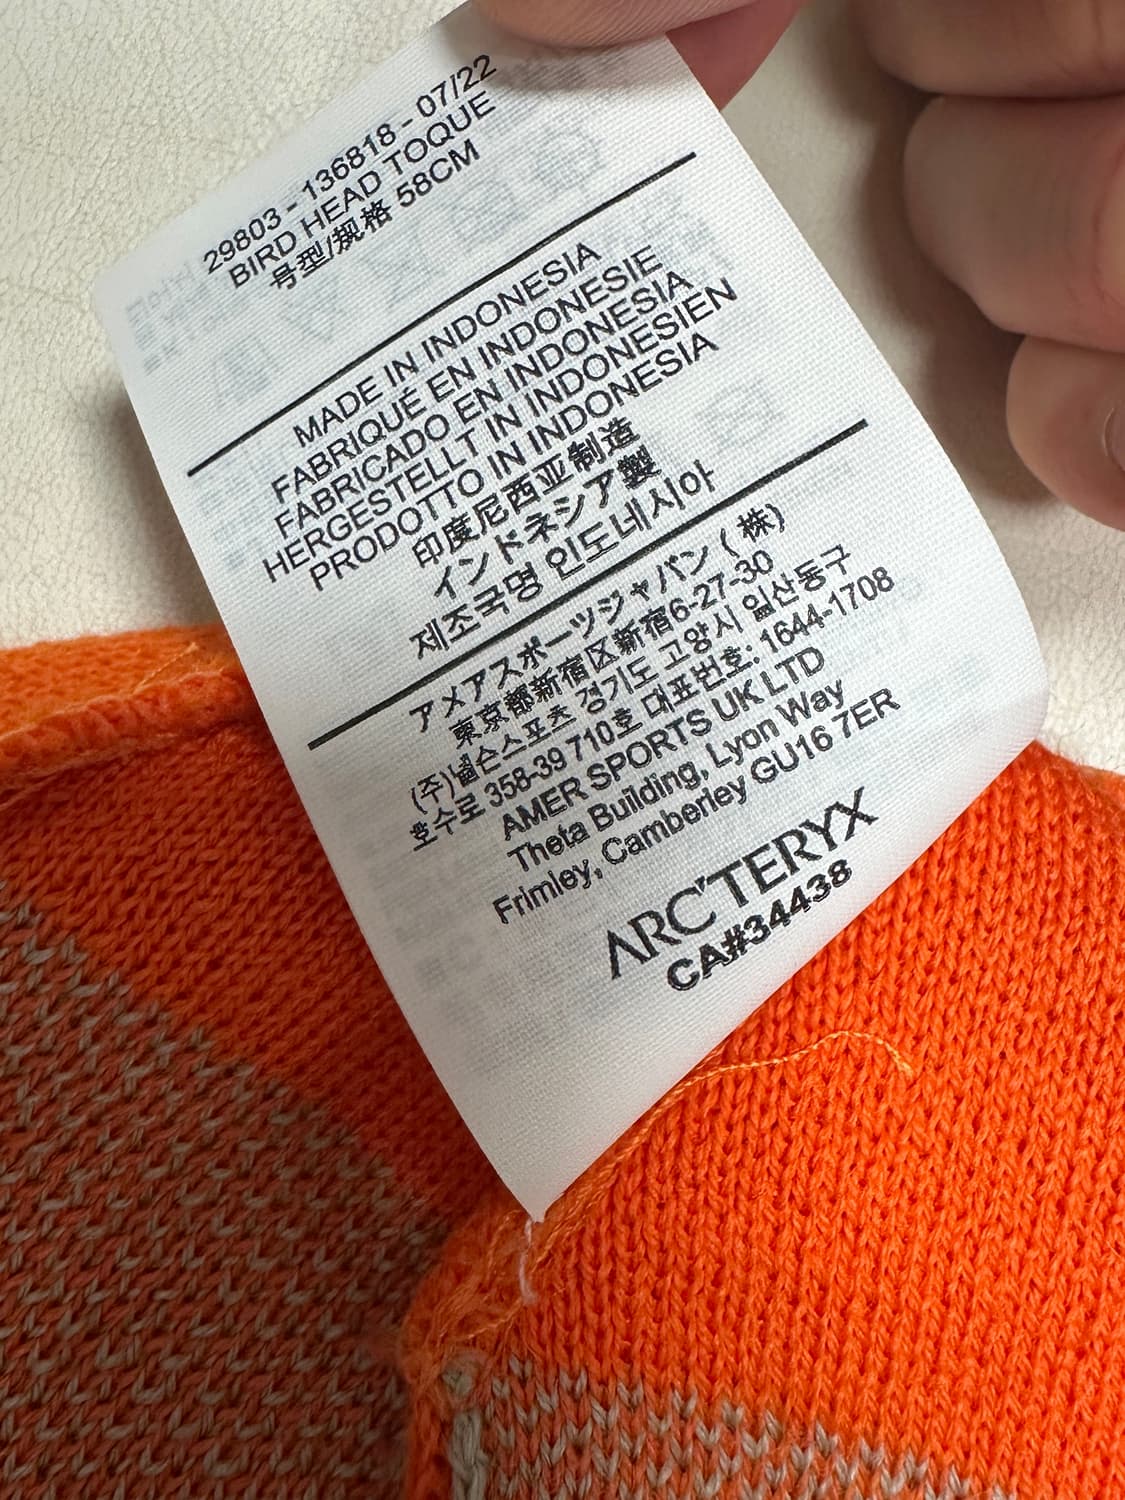 29803 - 136818 - 07/22
BIRD HEAD TOQUE
号型/规格 58CM
MADE IN INDONESIA
FABRIQUÉ EN INDONESIE
FABRICADO EN INDONESIA
HERGESTELLT IN INDONESIEN
PRODOTTO IN INDONESIA
印度尼西亚制造
インドネシア製
제조국명 인도네시아
アメアスポーツジャパン ( 株)
東京都新宿区新宿6-27-30
(주)넬슨스포츠 경기도 고양시 일산동구
호수로 358-39 710호 대표번호: 1644-1708
AMER SPORTS UK LTD
Theta Building, Lyon Way
Frimley, Camberley GU16 7ER
ARC'TERYX
CA#34438